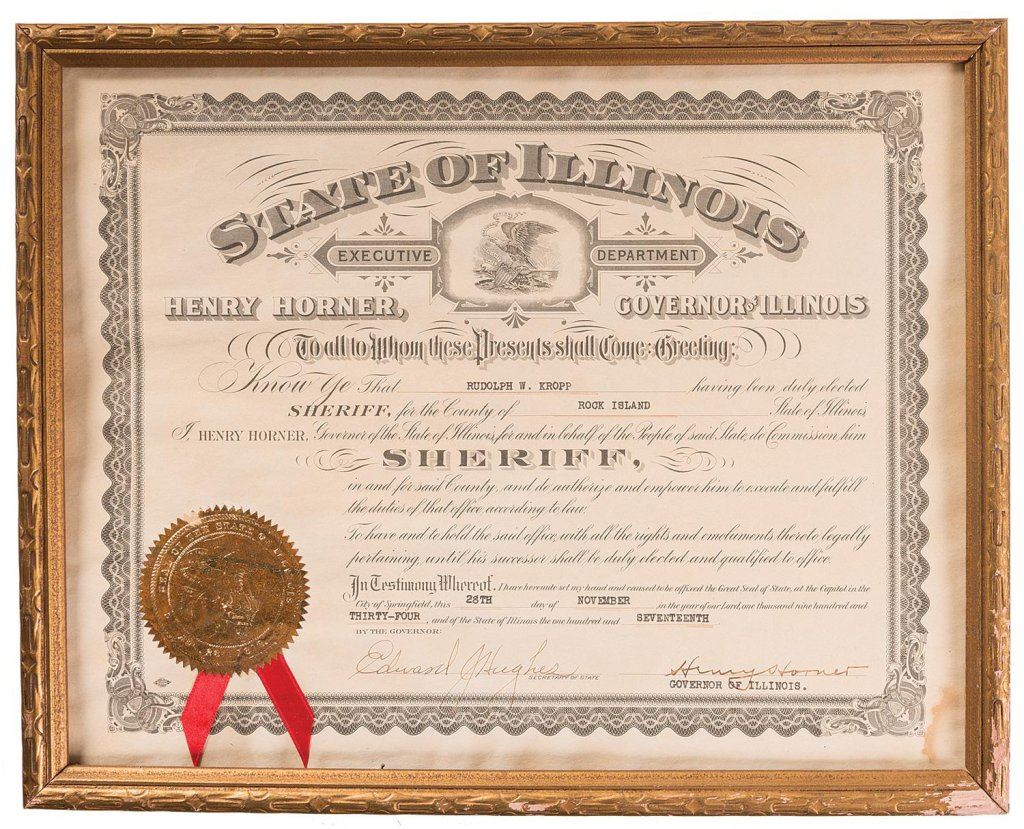 STATE OF ILLINOIS
EXECUTIVE DEPARTMENT
HENRY HORNER, GOVERNOR OF ILLINOIS
To all to Whom these Presents shall Come: Greeting:
Know Ye That RUDOLPH W. KROPP having been duly elected
SHERIFF, for the County of ROCK ISLAND State of Illinois
I, HENRY HORNER, Governor of the State of Illinois, for and in behalf of the People of said State, do Commission him
SHERIFF,
in and for said County, and do authorize and empower him to execute and fulfill
the duties of that office according to law.
To have and to hold the said office, with all the rights and emoluments thereto legally
pertaining, until his successor shall be duly elected and qualified to office.
In Testimony Whereof, I have hereunto set my hand and caused to be affixed the Great Seal of State, at the Capitol in the
City of Springfield, this 28TH day of NOVEMBER in the year of our Lord, one thousand nine hundred and
THIRTY-FOUR, and of the State of Illinois the one hundred and SEVENTEENTH
BY THE GOVERNOR:
Edward J Hughes Henry Horner
SECRETARY OF STATE
GOVERNOR OF ILLINOIS.
SEAL OF THE STATE OF